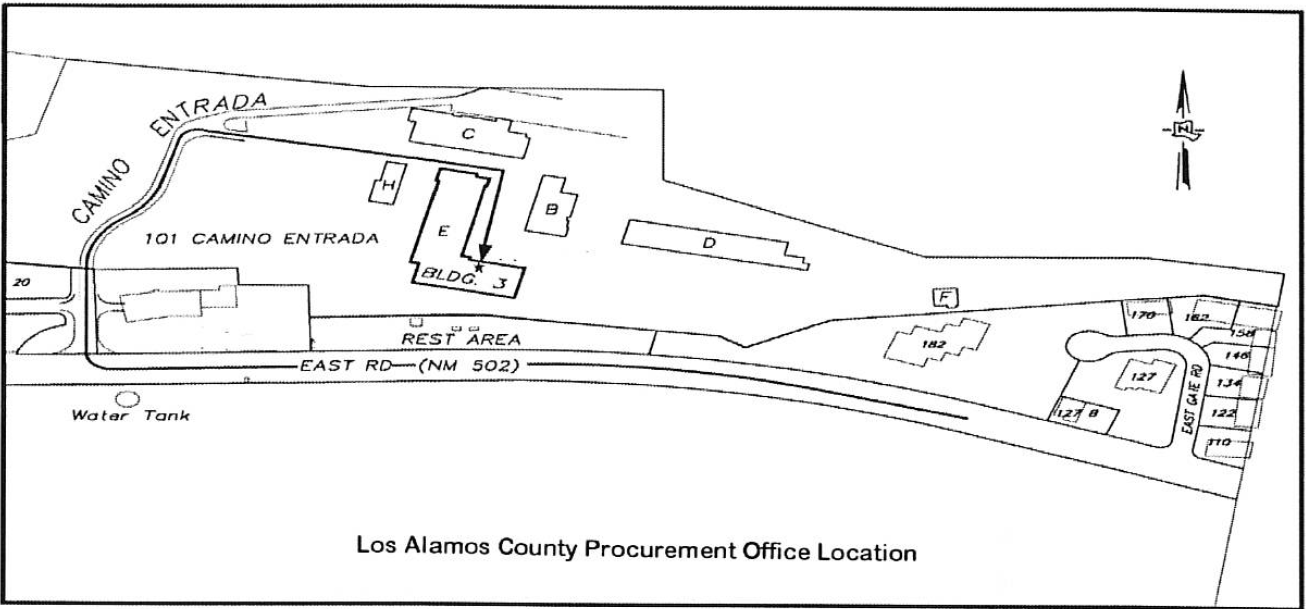 CAMINO ENTRADA
N
C
H
B
E
D
101 CAMINO ENTRADA
BLDG. 3
20
F
REST AREA
EAST RD (NM 502)
Water Tank
182
170
162
158
146
127
134
127
B
122
110
EAST GATE RD
Los Alamos County Procurement Office Location